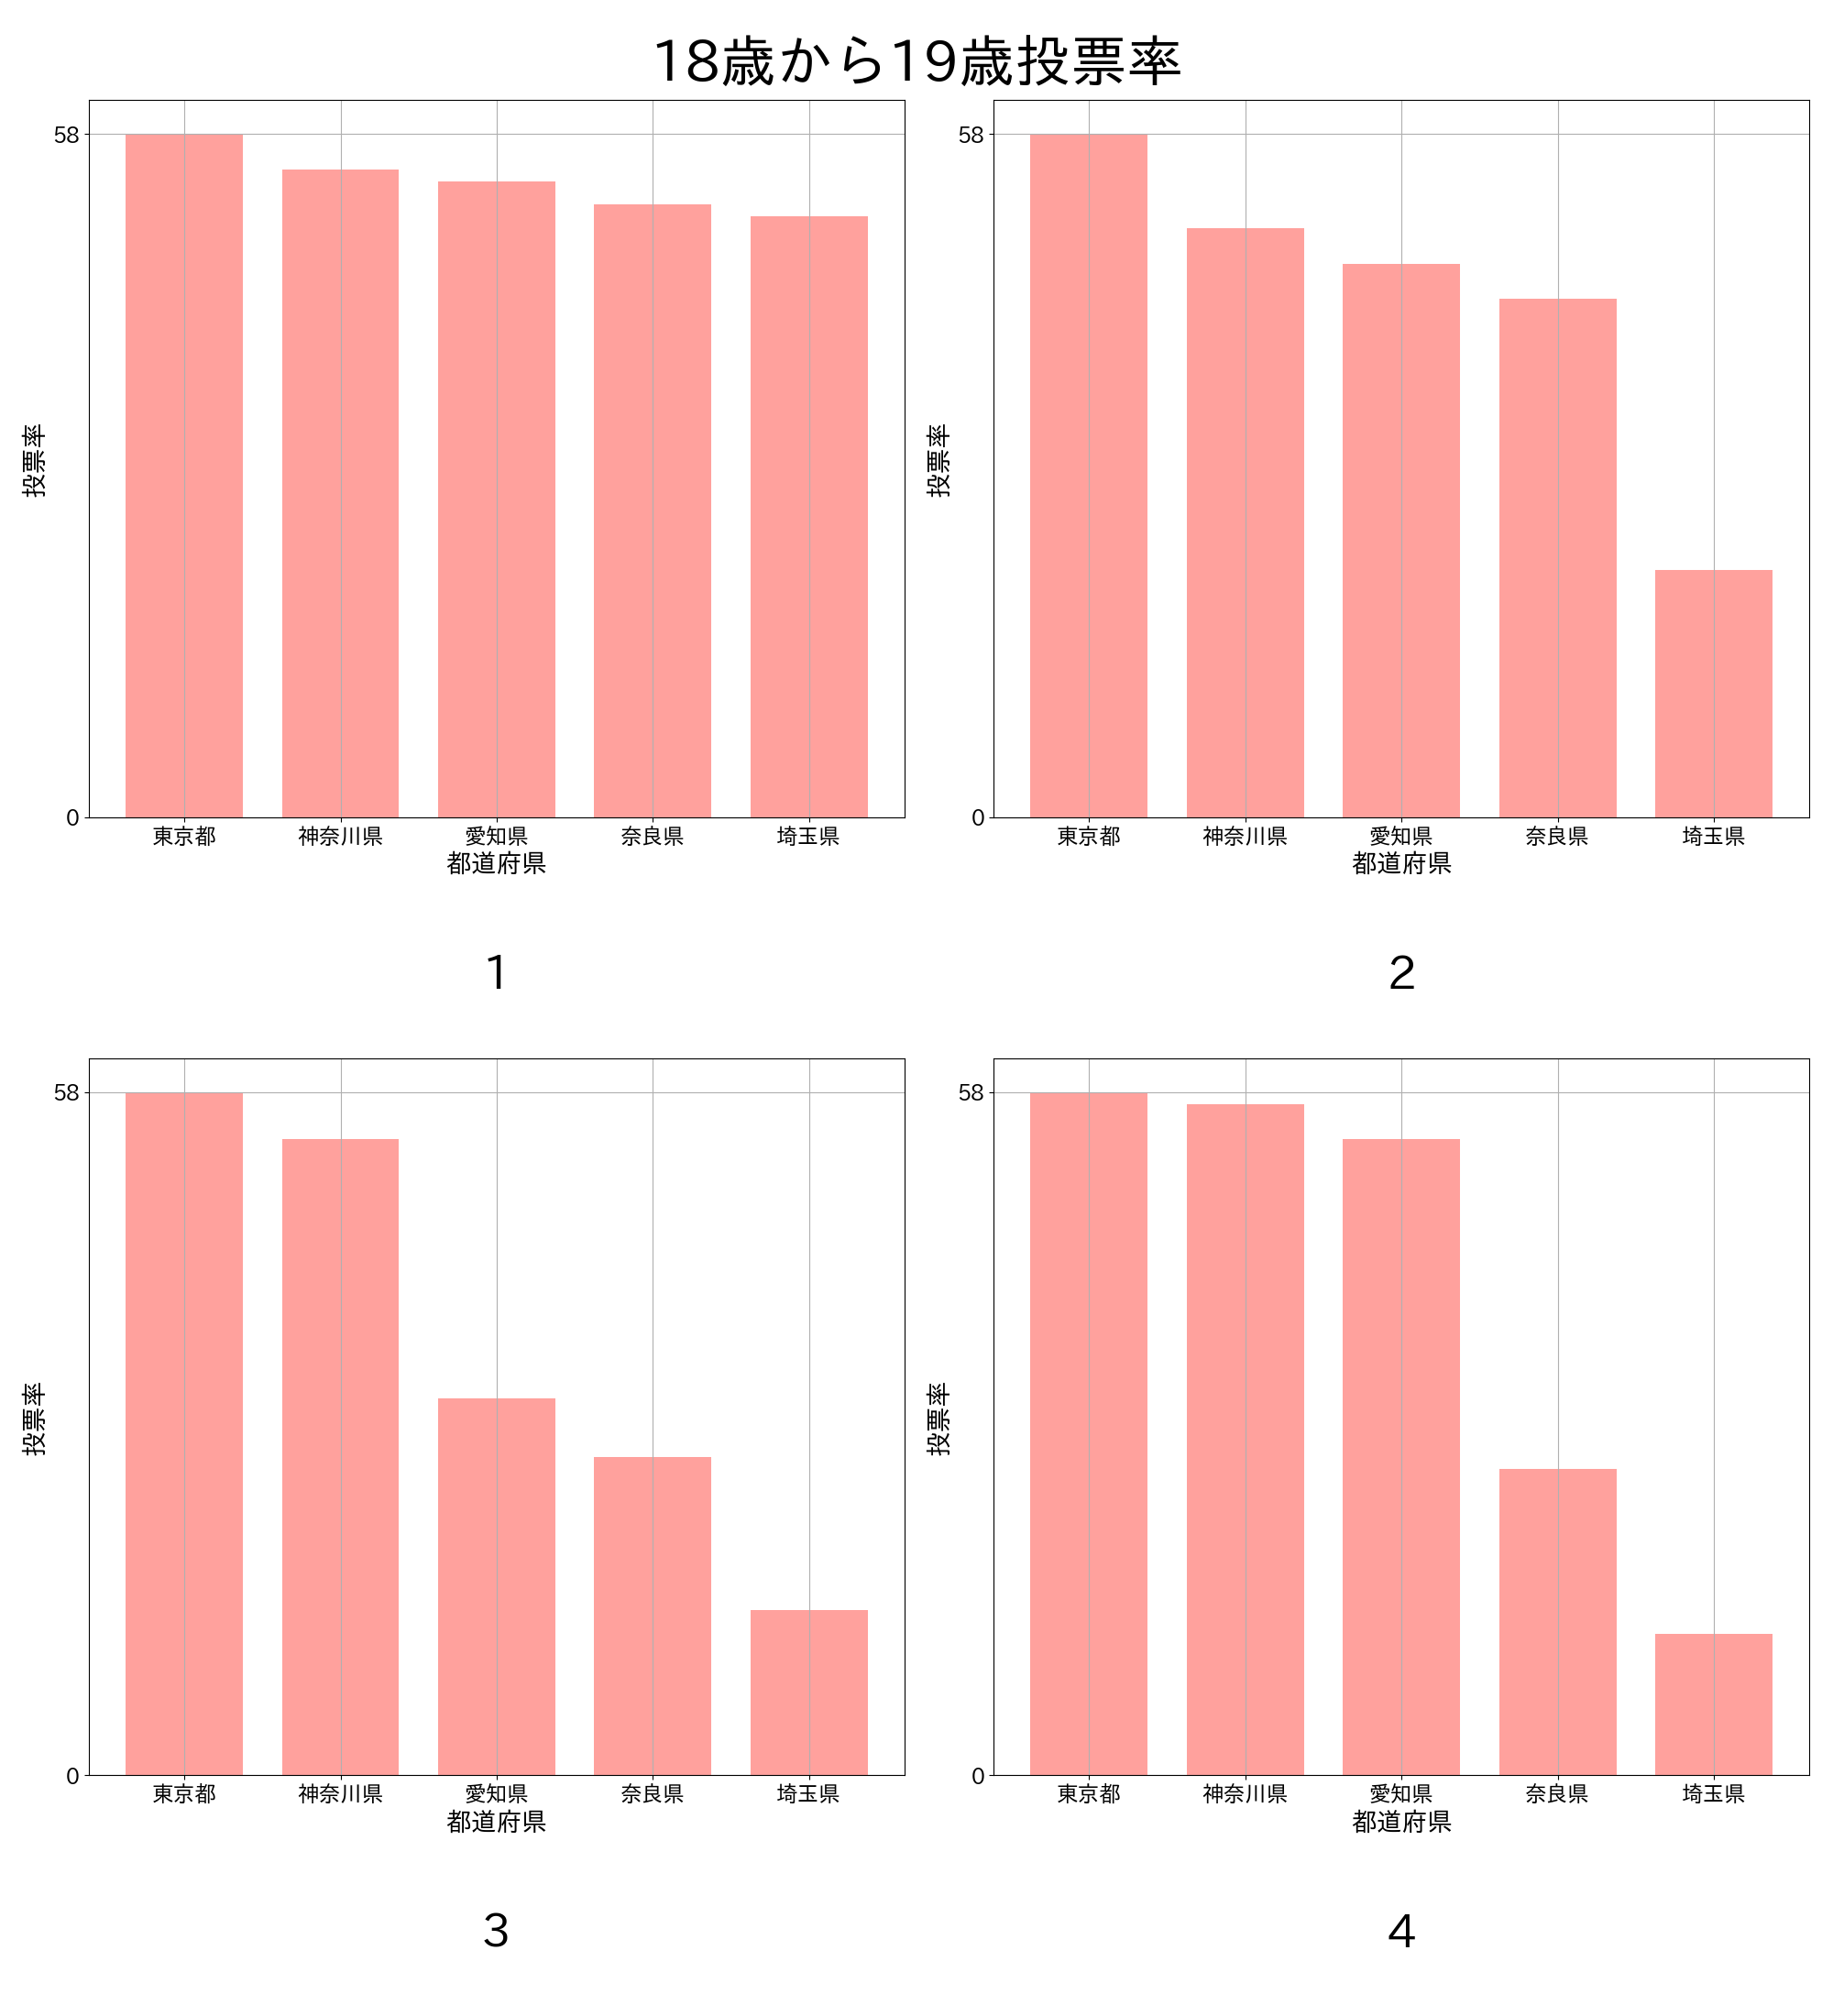 18歳から19歳投票率
58
0
投票率
東京都 神奈川県 愛知県 奈良県 埼玉県
都道府県
1
58
0
投票率
東京都 神奈川県 愛知県 奈良県 埼玉県
都道府県
2
58
0
投票率
東京都 神奈川県 愛知県 奈良県 埼玉県
都道府県
3
58
0
投票率
東京都 神奈川県 愛知県 奈良県 埼玉県
都道府県
4